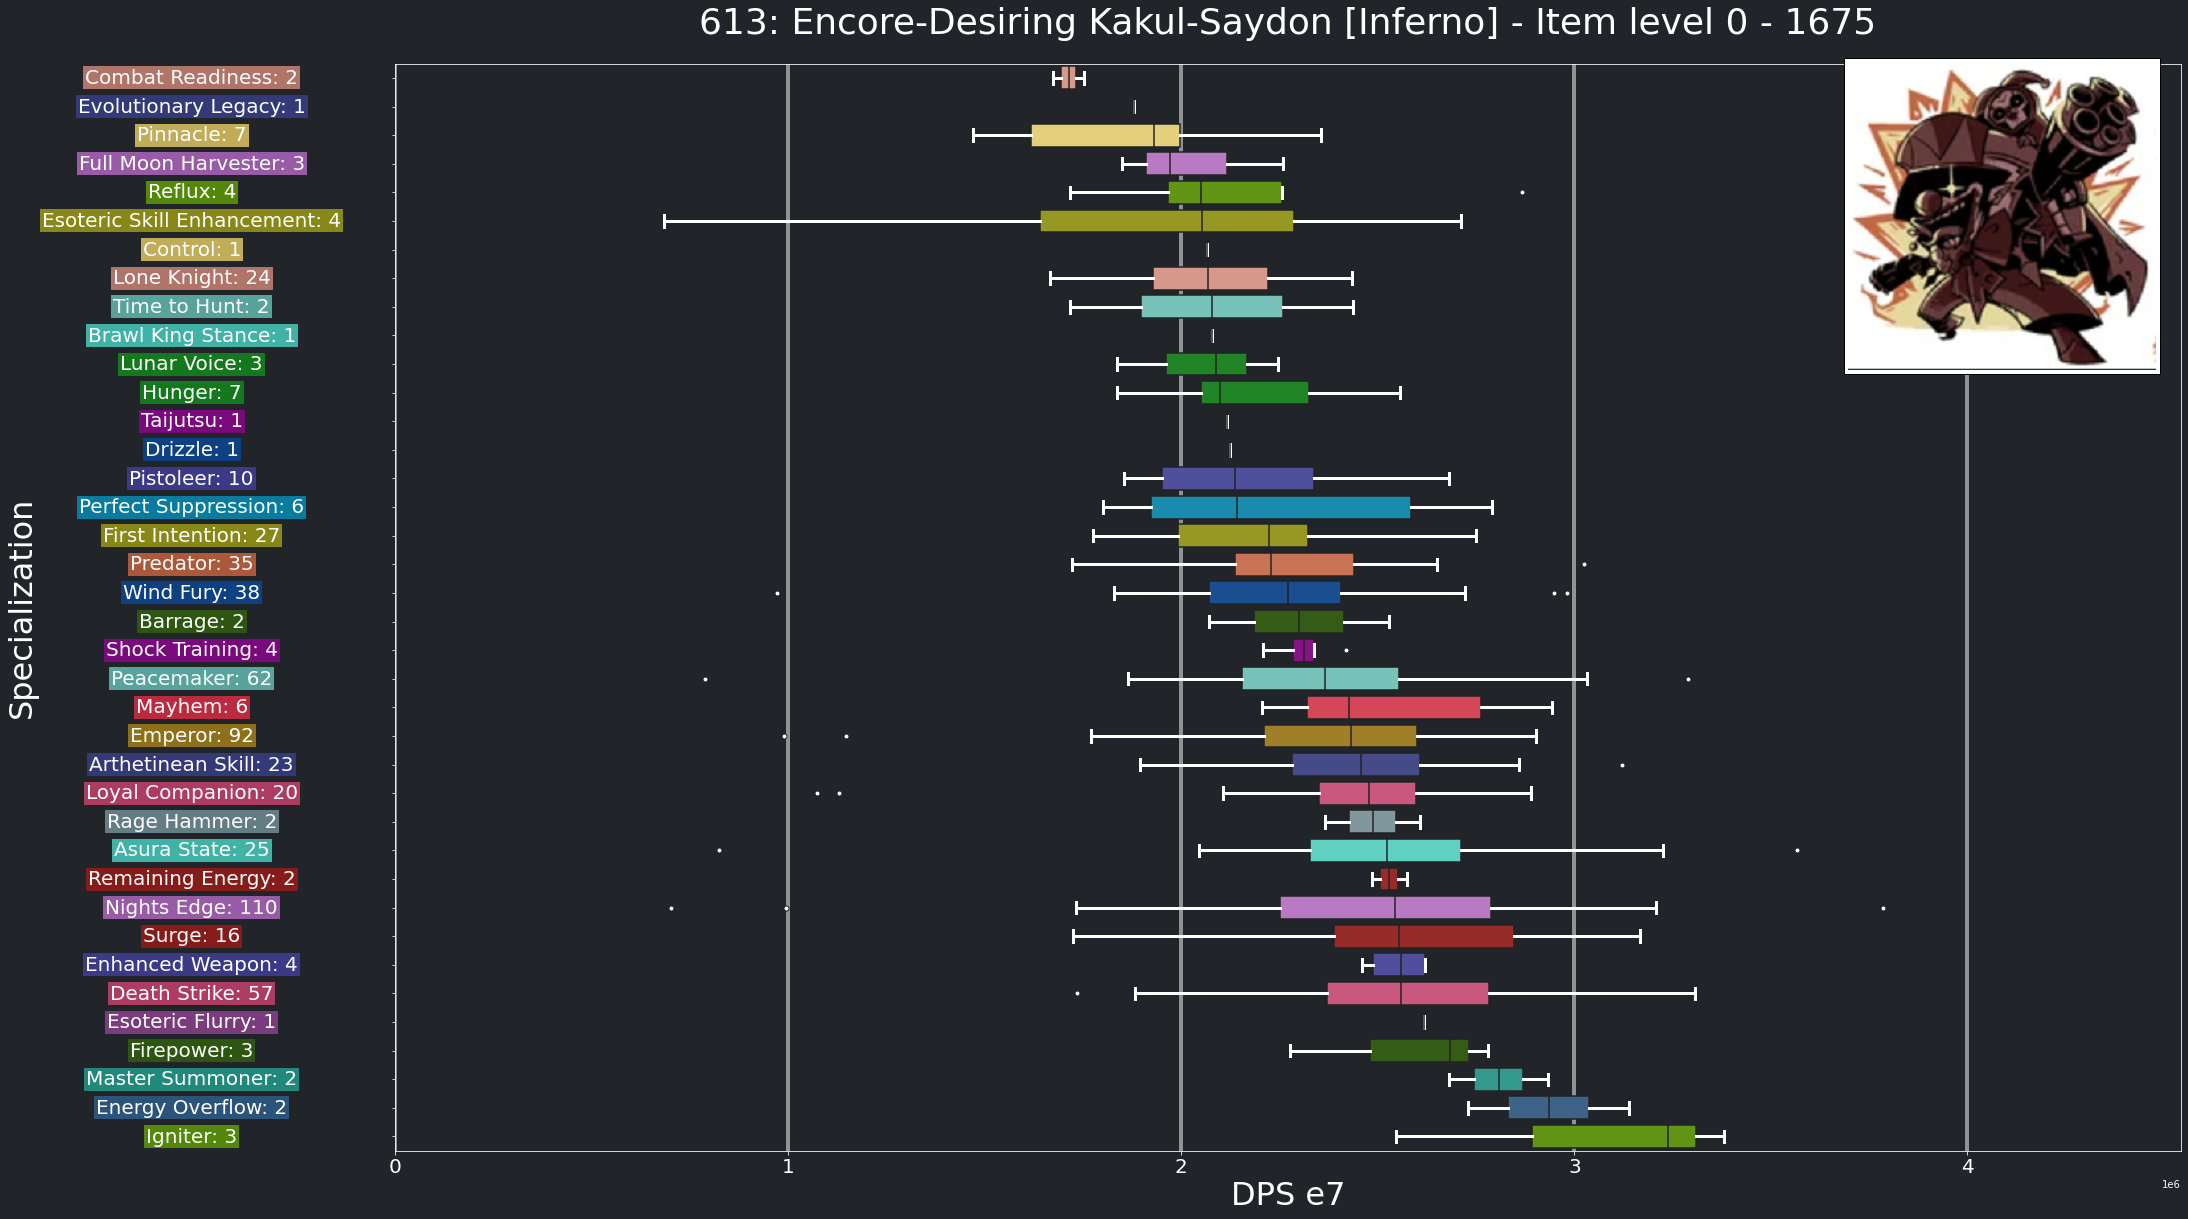 613: Encore-Desiring Kakul-Saydon [Inferno] - Item level 0 - 1675
Specialization
Combat Readiness: 2
Evolutionary Legacy: 1
Pinnacle: 7
Full Moon Harvester: 3
Reflux: 4
Esoteric Skill Enhancement: 4
Control: 1
Lone Knight: 24
Time to Hunt: 2
Brawl King Stance: 1
Lunar Voice: 3
Hunger: 7
Taijutsu: 1
Drizzle: 1
Pistoleer: 10
Perfect Suppression: 6
First Intention: 27
Predator: 35
Wind Fury: 38
Barrage: 2
Shock Training: 4
Peacemaker: 62
Mayhem: 6
Emperor: 92
Arthetinean Skill: 23
Loyal Companion: 20
Rage Hammer: 2
Asura State: 25
Remaining Energy: 2
Nights Edge: 110
Surge: 16
Enhanced Weapon: 4
Death Strike: 57
Esoteric Flurry: 1
Firepower: 3
Master Summoner: 2
Energy Overflow: 2
Igniter: 3
0 1 2 3 4
DPS e7
1e6